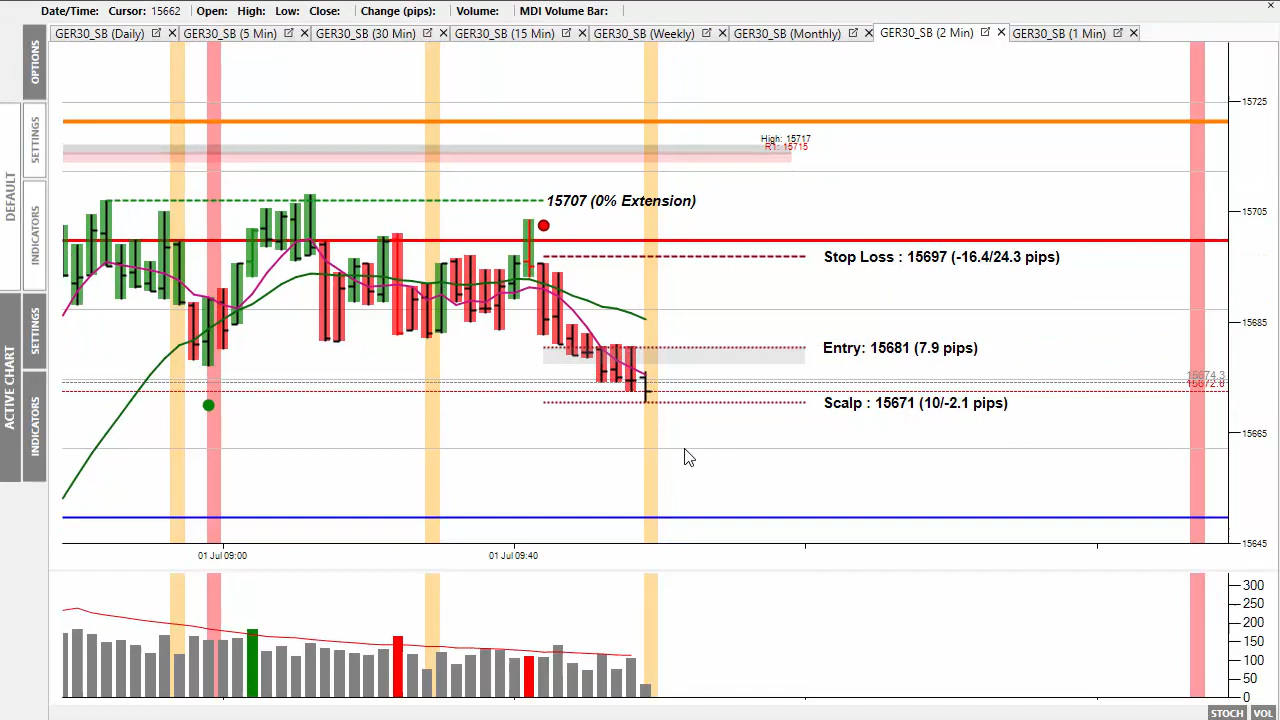 Date/Time: Cursor: 15662 Open: High: Low: Close: Change (pips): Volume: MDI Volume Bar:
GER30_SB (Daily) GER30_SB (5 Min) GER30_SB (30 Min) GER30_SB (15 Min) GER30_SB (Weekly) GER30_SB (Monthly) GER30_SB (2 Min) GER30_SB (1 Min)
OPTIONS
SETTINGS
DEFAULT
INDICATORS
SETTINGS
ACTIVE CHART
INDICATORS
15725
High: 15717
R1: 15715
15707 (0% Extension)
15705
Stop Loss : 15697 (-16.4/24.3 pips)
15685
Entry: 15681 (7.9 pips)
15674.3
15672.8
Scalp : 15671 (10/-2.1 pips)
15665
15645
01 Jul 09:00 01 Jul 09:40
300
250
200
150
100
50
0
STOCH VOL